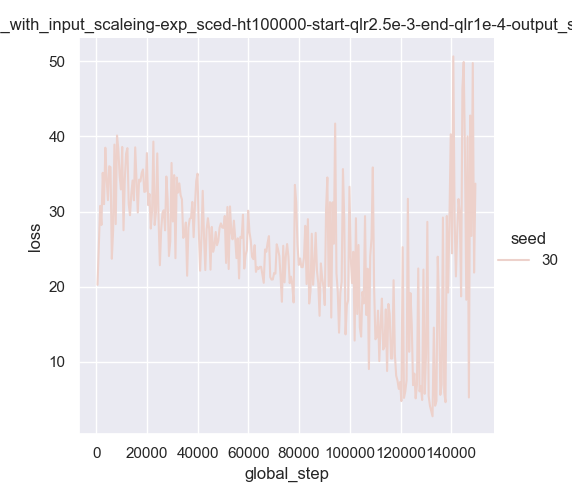 _with_input_scaleing-exp_sced-ht100000-start-qlr2.5e-3-end-qlr1e-4-output_s
50
40
30
20
10
loss
seed
30
0 20000 40000 60000 80000 100000 120000 140000
global_step